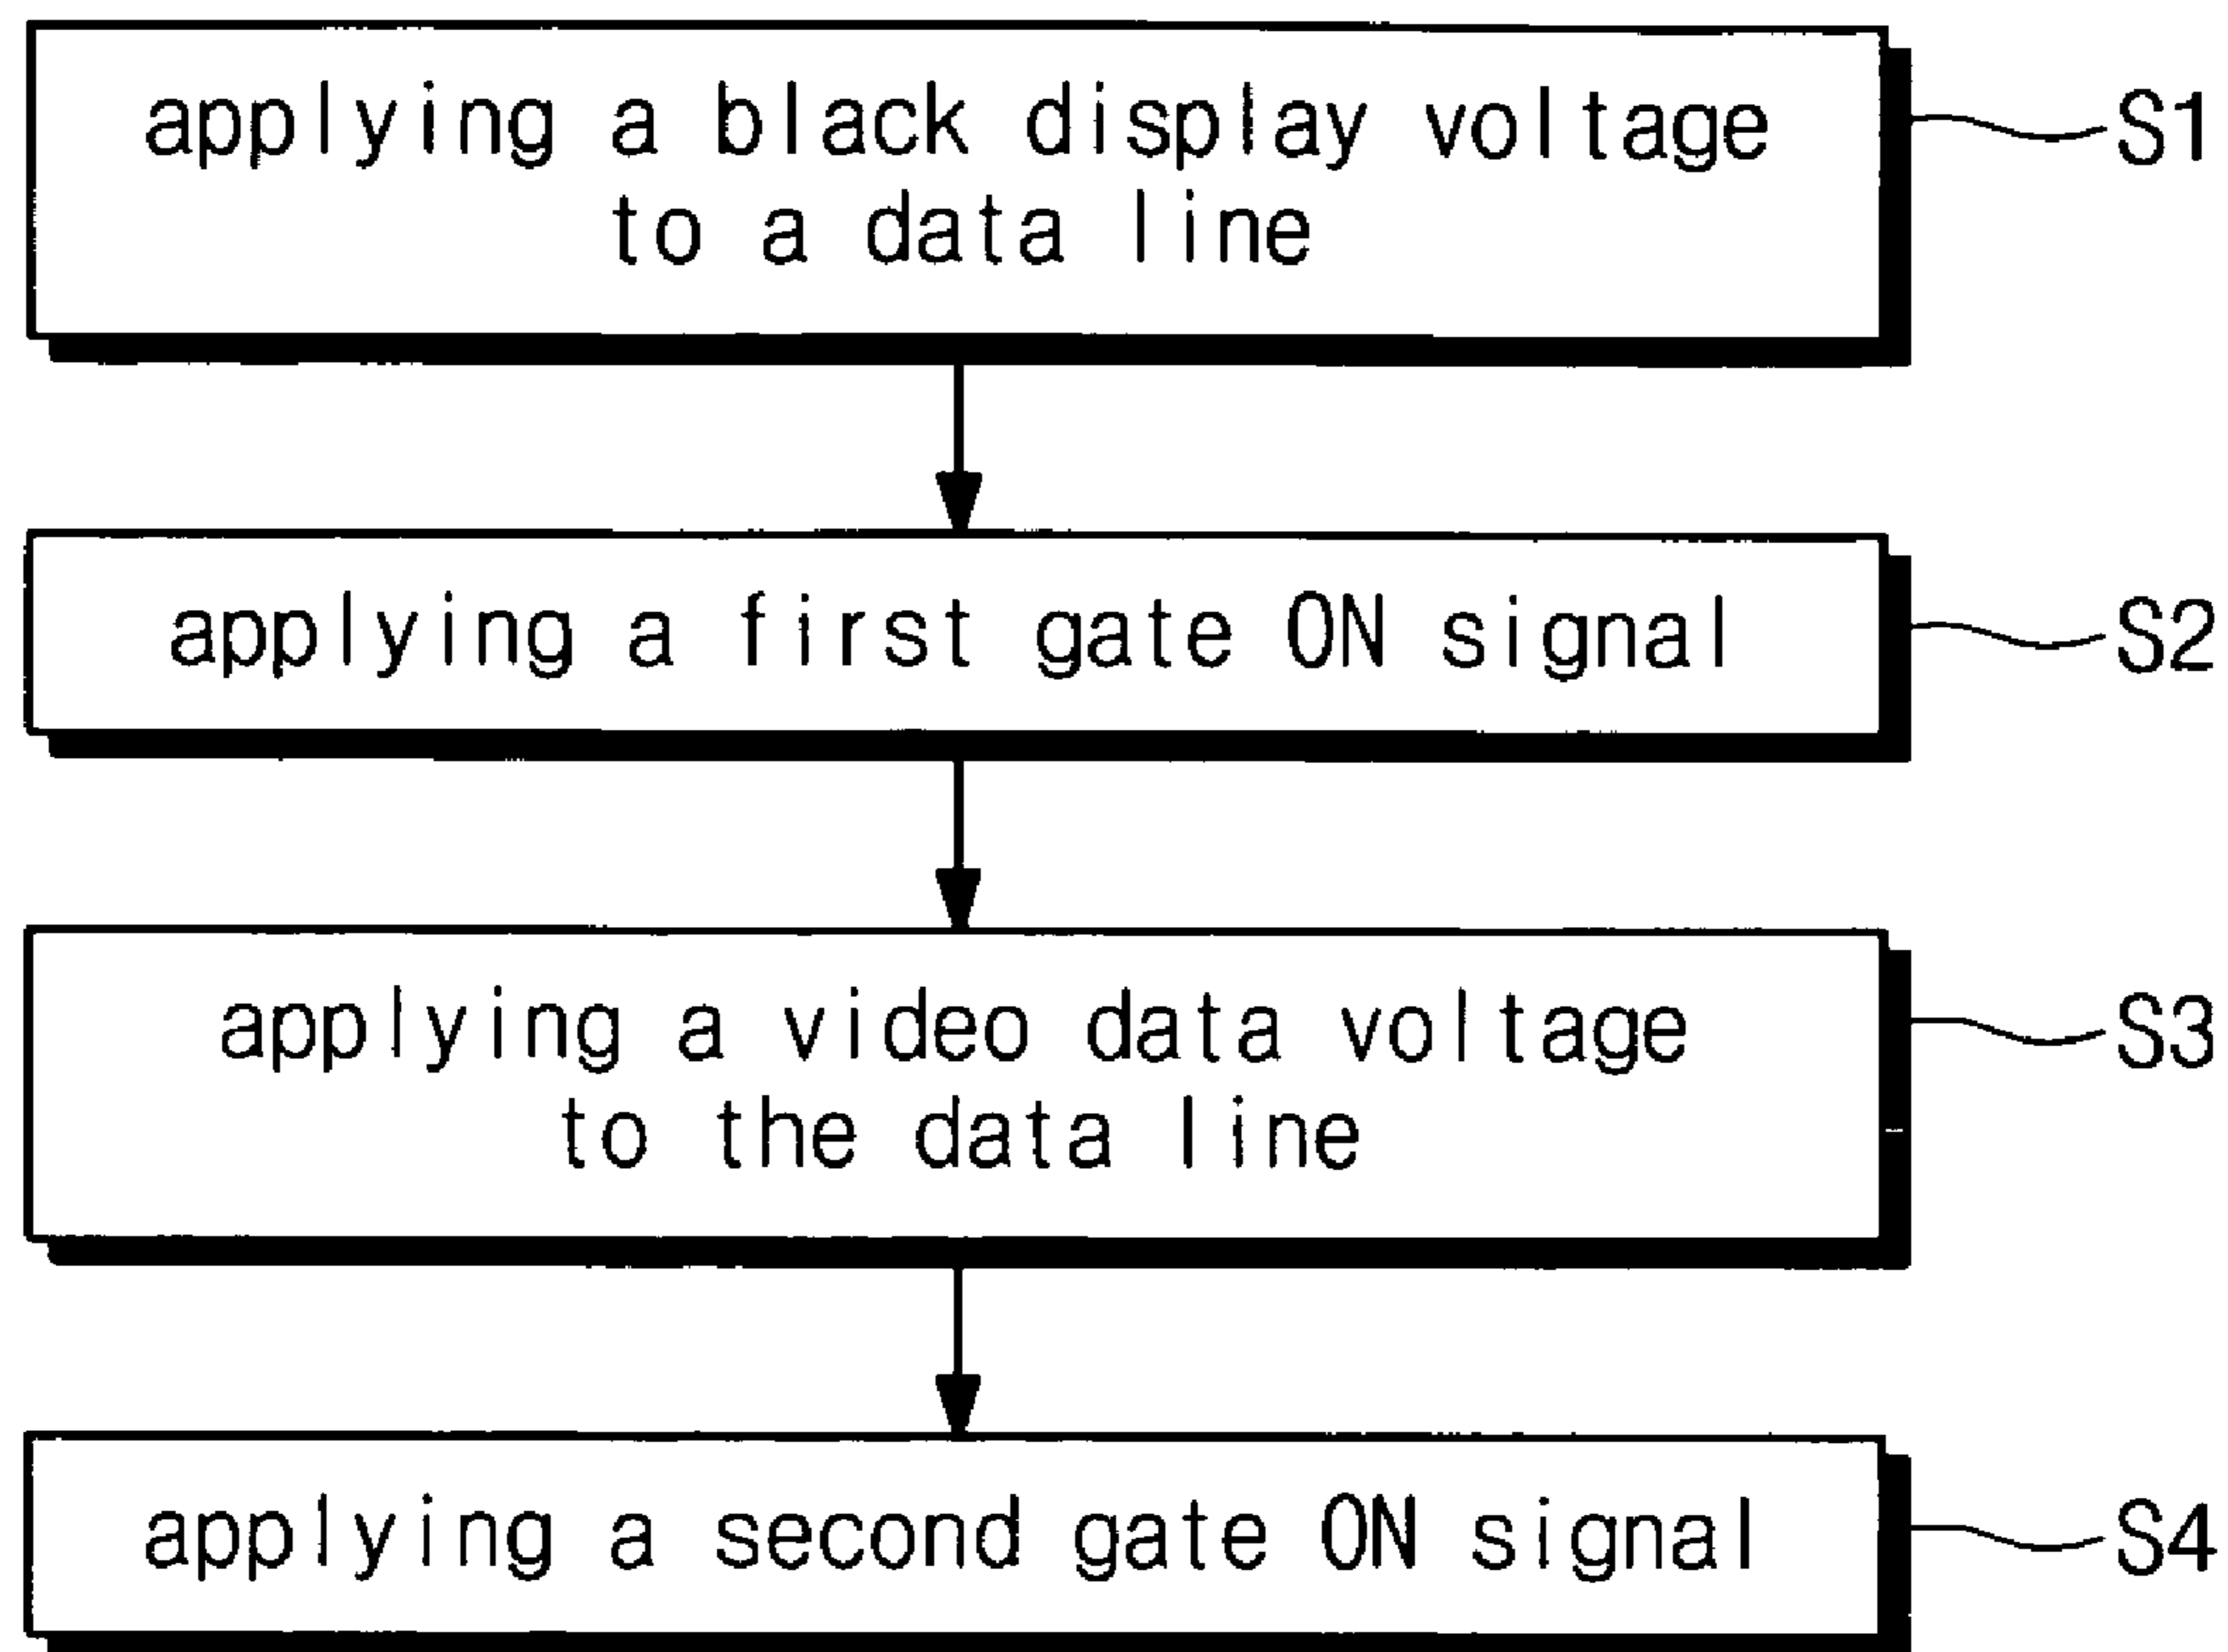 applying a black display voltage
to a data line
S1
applying a first gate ON signal
S2
applying a video data voltage
to the data line
S3
applying a second gate ON signal
S4